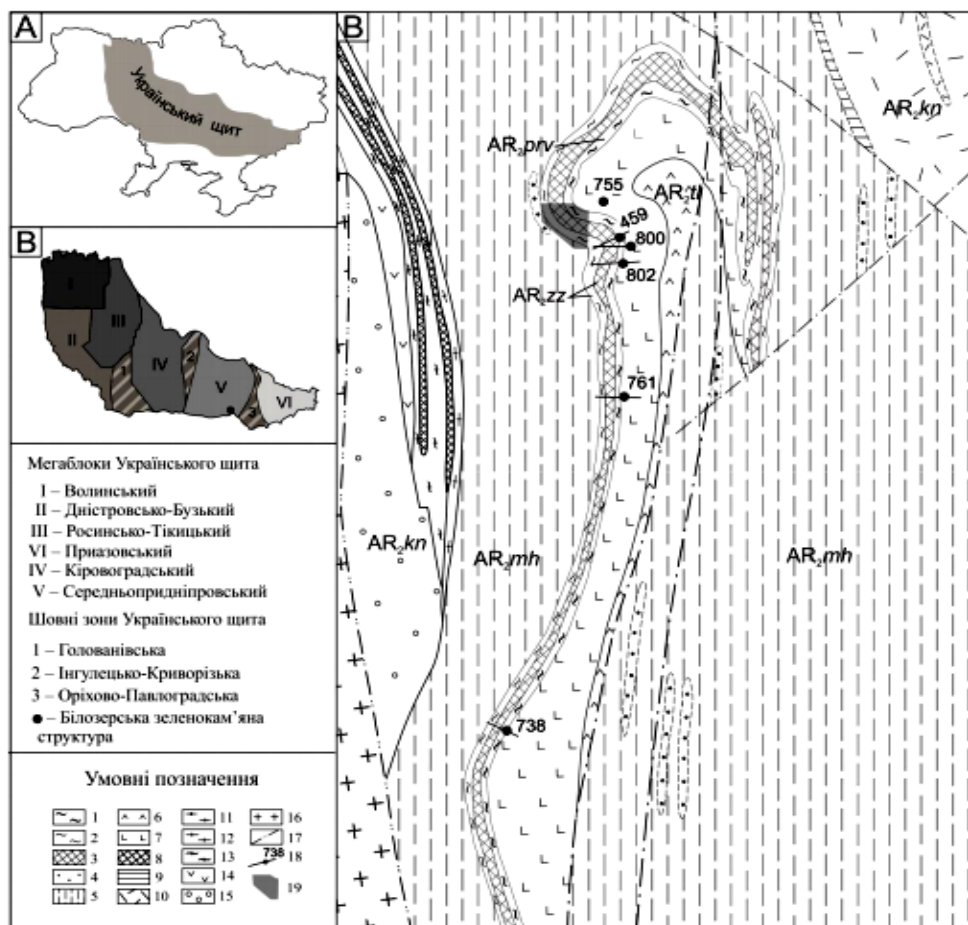 А
Український щит
Б
I
II
III
IV
V
VI
1
2
3
Мегаблоки Українського щита
I – Волинський
II – Дністровсько-Бузький
III – Росинсько-Тікицький
VI – Приазовський
IV – Кіровоградський
V – Середньопридніпровський
Шовні зони Українського щита
1 – Голованівська
2 – Інгулецько-Криворізька
3 – Оріхово-Павлоградська
● – Білозерська зеленокам’яна
структура
Умовні позначення
1
2
3
4
5
6
7
8
9
10
11
12
13
14
15
16
17
738
18
19
В
AR₂kn
AR₂prv
755
AR₂tl
459
800
802
AR₂zz
761
AR₂kn
AR₂mh
AR₂mh
738